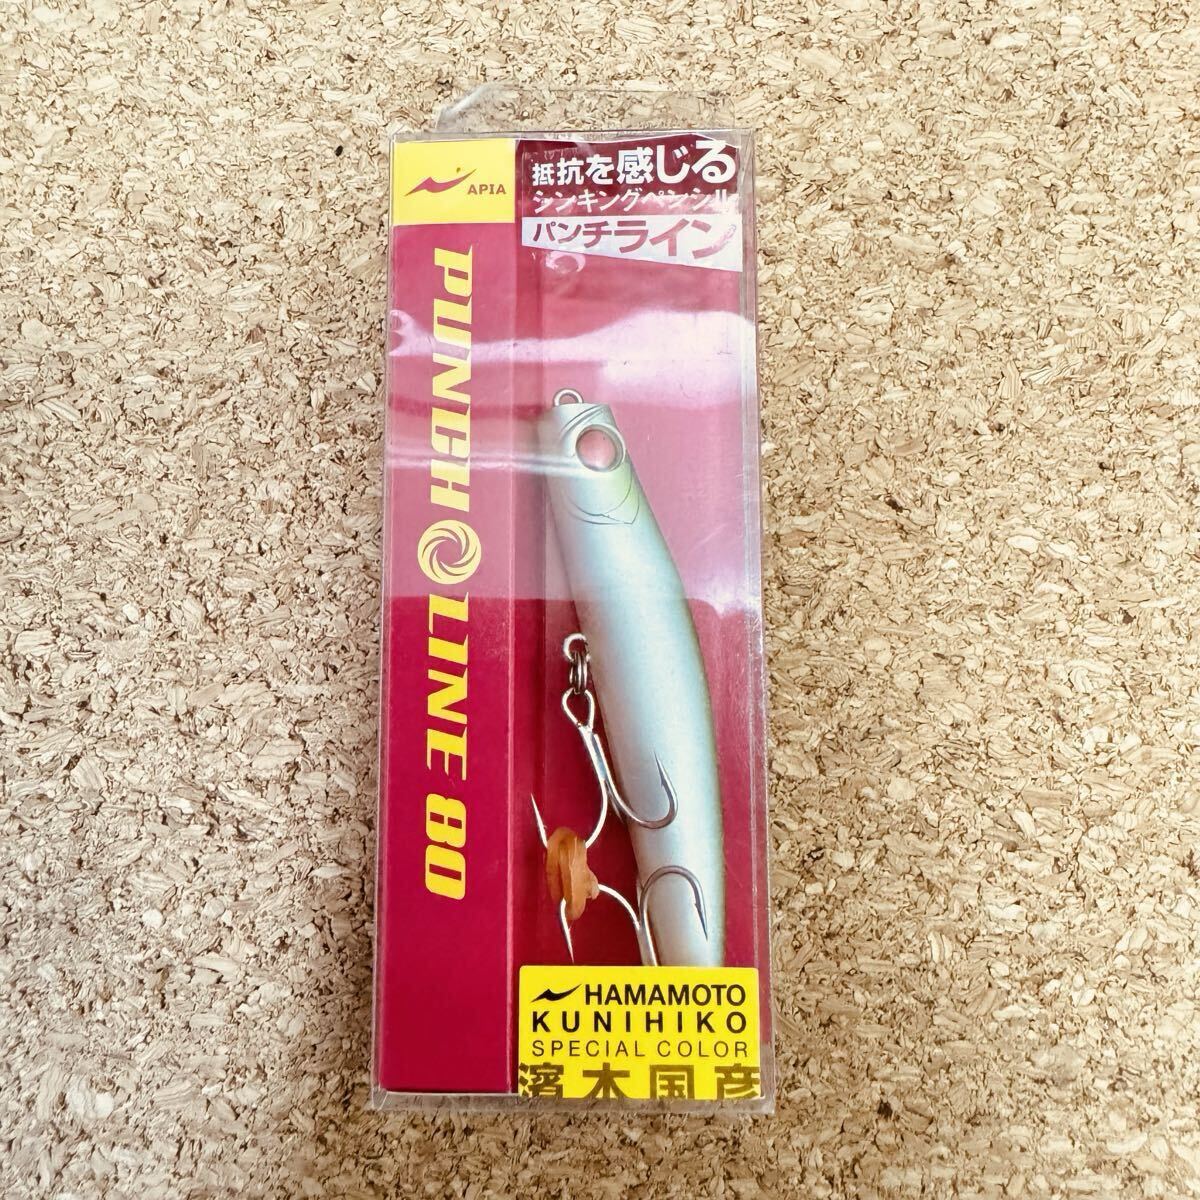 APIA
抵抗を感じる
シンキングペンシル
パンチライン
PUNCH LINE 80
HAMAMOTO
KUNIHIKO
SPECIAL COLOR
濱本国彦